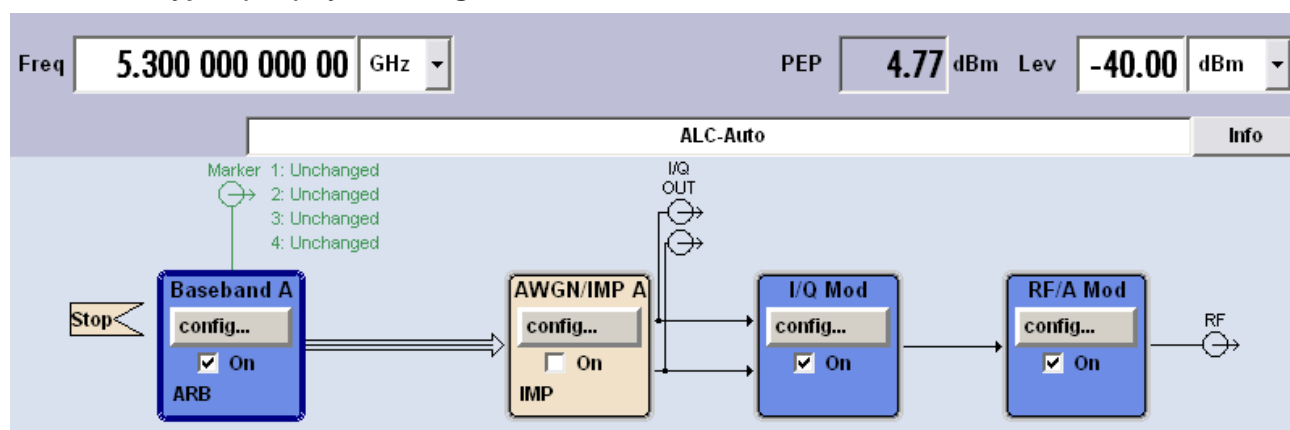 Freq 5.300 000 000 00 GHz PEP 4.77 dBm Lev -40.00 dBm
ALC-Auto Info
Marker 1: Unchanged
2: Unchanged
3: Unchanged
4: Unchanged
I/Q
OUT
Stop
Baseband A
config...
On
ARB
AWGN/IMP A
config...
On
IMP
I/Q Mod
config...
On
RF/A Mod
config...
On
RF